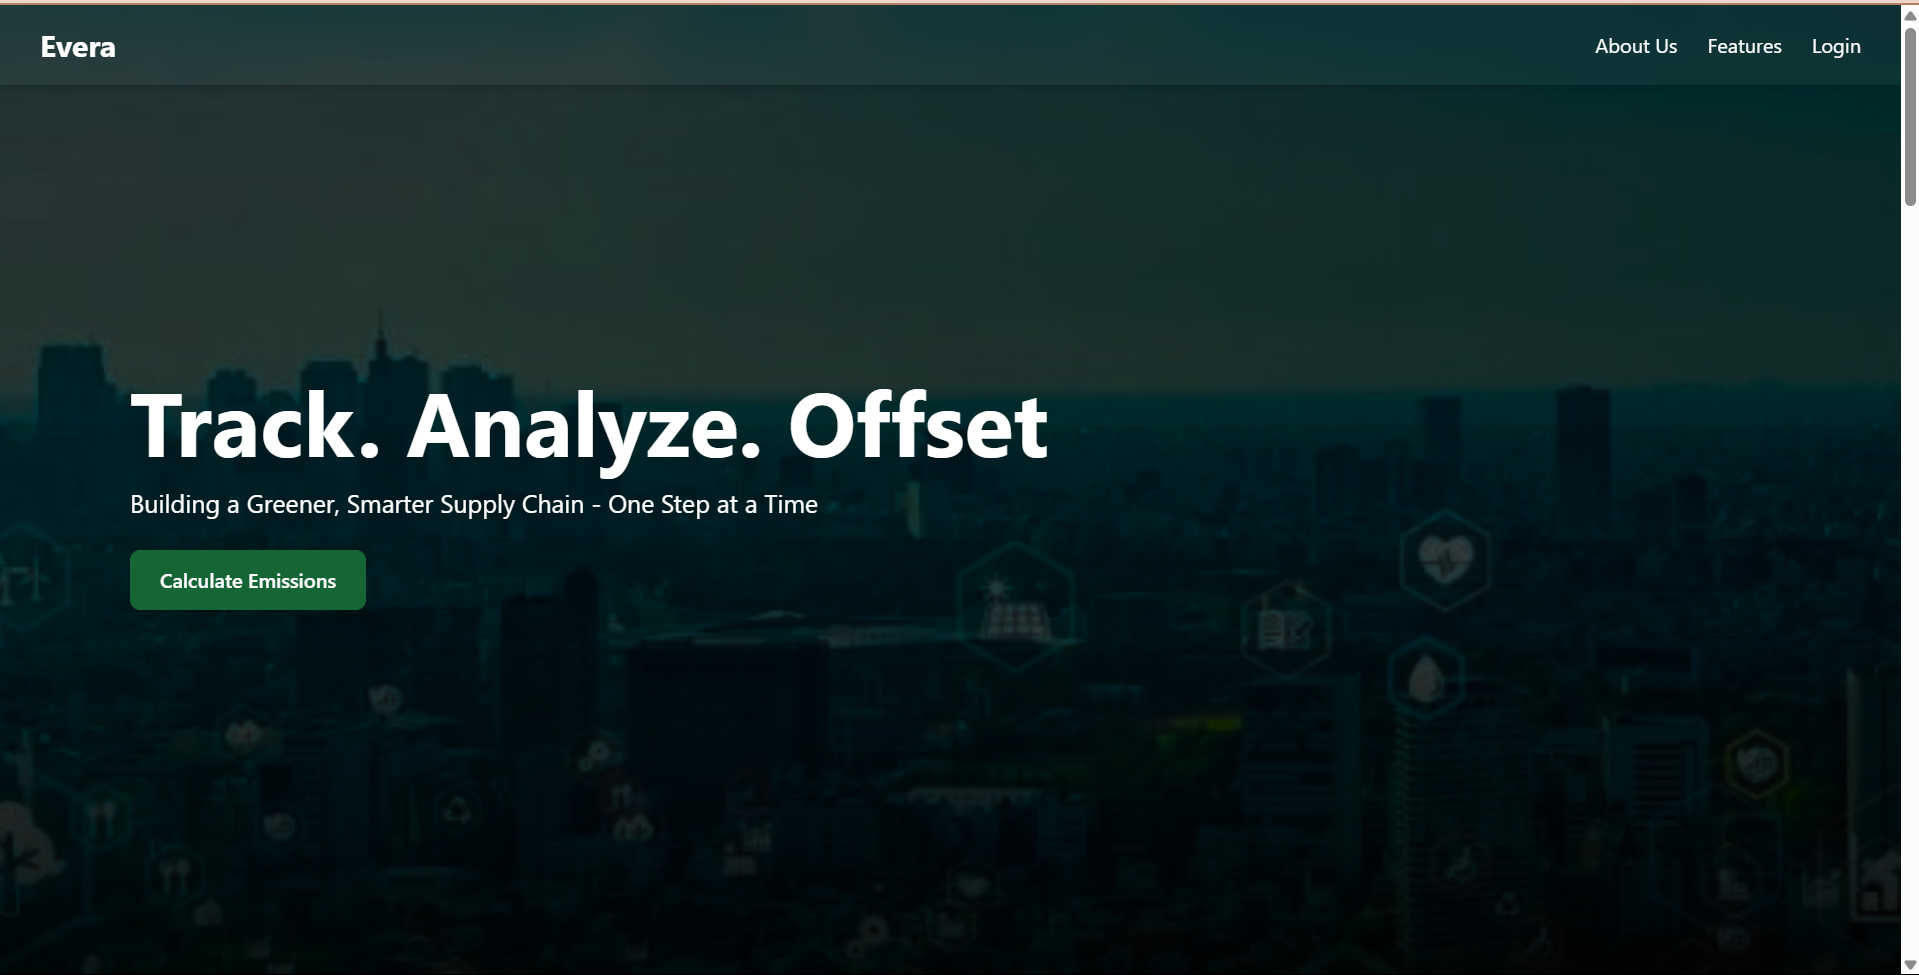 Evera
About Us Features Login
Track. Analyze. Offset
Building a Greener, Smarter Supply Chain - One Step at a Time
Calculate Emissions